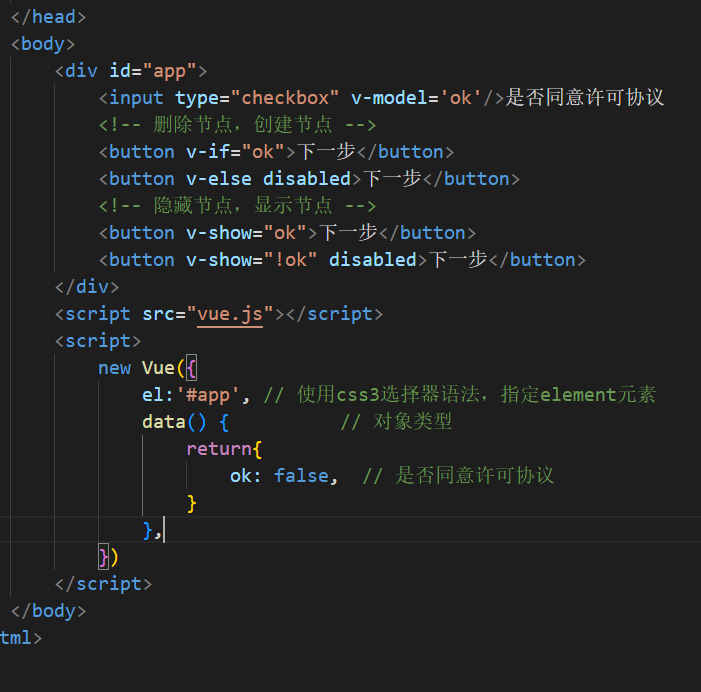 </head>
<body>
<div id="app">
<input type="checkbox" v-model='ok'/>是否同意许可协议
<!-- 删除节点，创建节点 -->
<button v-if="ok">下一步</button>
<button v-else disabled>下一步</button>
<!-- 隐藏节点，显示节点 -->
<button v-show="ok">下一步</button>
<button v-show="!ok" disabled>下一步</button>
</div>
<script src="vue.js"></script>
<script>
new Vue({
el:'#app', // 使用css3选择器语法，指定element元素
data() { // 对象类型
return{
ok: false, // 是否同意许可协议
}
},
})
</script>
</body>
tml>